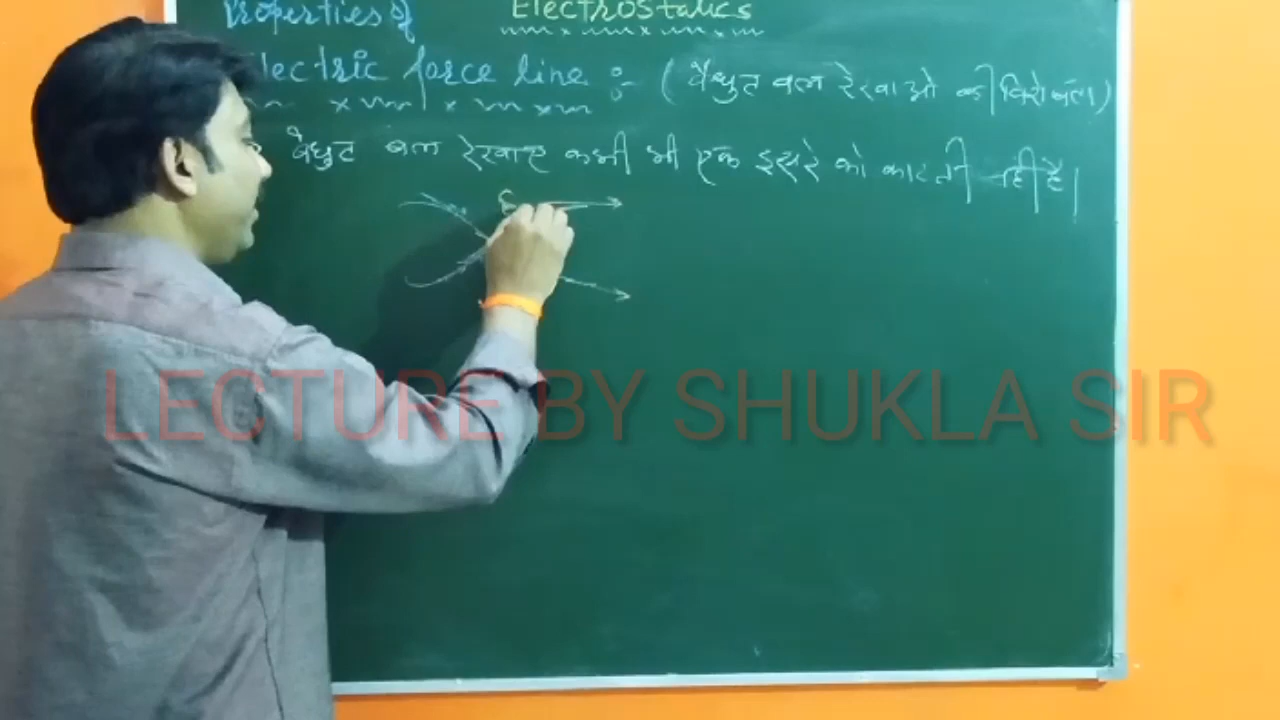 Electrostatics
Properties of
Electric force line :- (वैधुत बल रेखाओ की विशेषता)
वैधुत बल रेखाए कभी भी एक दूसरे को काटती नही है।
E
LECTURE BY SHUKLA SIR